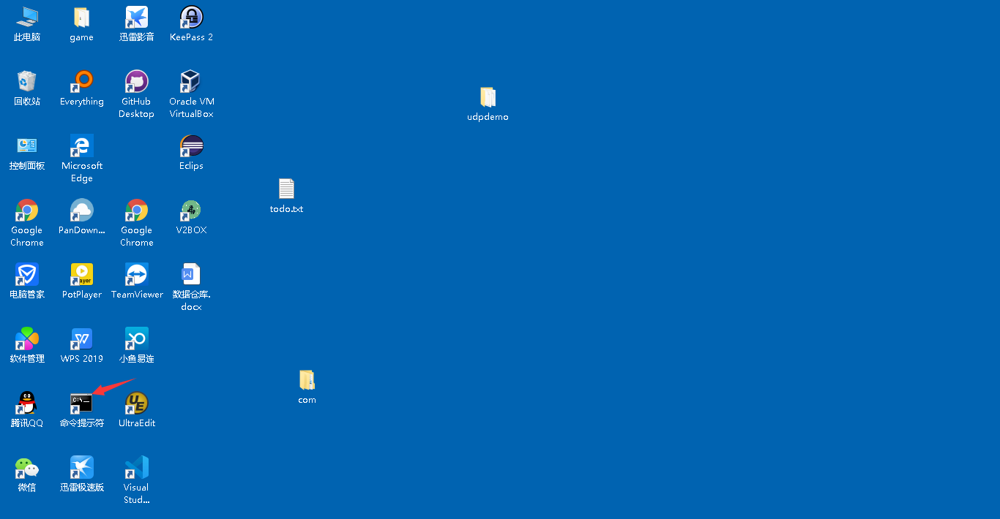 此电脑
game
迅雷影音
KeePass 2
回收站
Everything
GitHub
Desktop
Oracle VM
VirtualBox
udpdemo
控制面板
Microsoft
Edge
Eclips
todo.txt
Google
Chrome
PanDown...
Google
Chrome
V2BOX
电脑管家
PotPlayer
TeamViewer
数据仓库.
docx
软件管理
WPS 2019
小鱼易连
com
腾讯QQ
C:\_
命令提示符
UE
UltraEdit
微信
迅雷极速版
Visual
Stud...